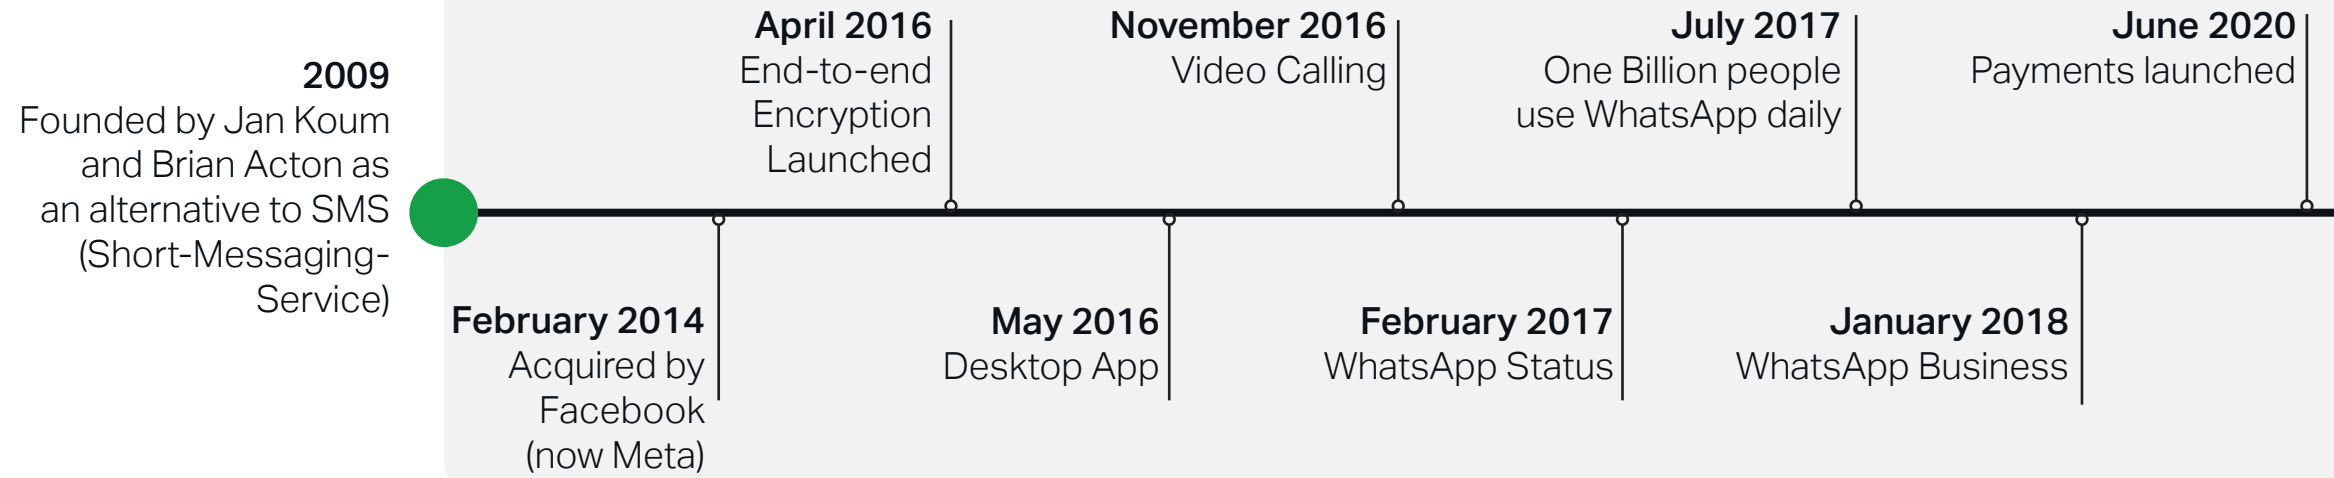 2009
Founded by Jan Koum
and Brian Acton as
an alternative to SMS
(Short-Messaging-
Service)
February 2014
Acquired by
Facebook
(now Meta)
April 2016
End-to-end
Encryption
Launched
May 2016
Desktop App
November 2016
Video Calling
February 2017
WhatsApp Status
July 2017
One Billion people
use WhatsApp daily
January 2018
WhatsApp Business
June 2020
Payments launched